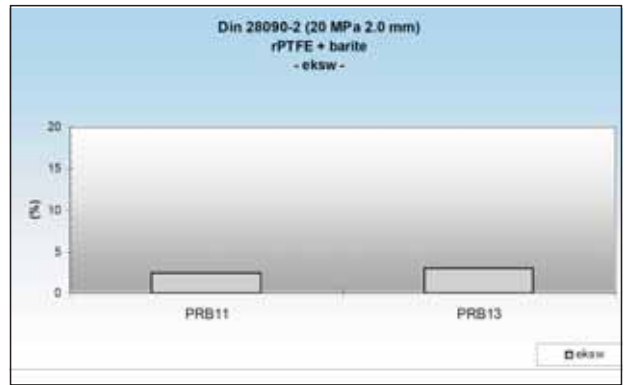 Din 28090-2 (20 MPa 2.0 mm)
rPTFE + barite
- eksw -
20
15
10
5
0
(%)
PRB11
PRB13
eksw